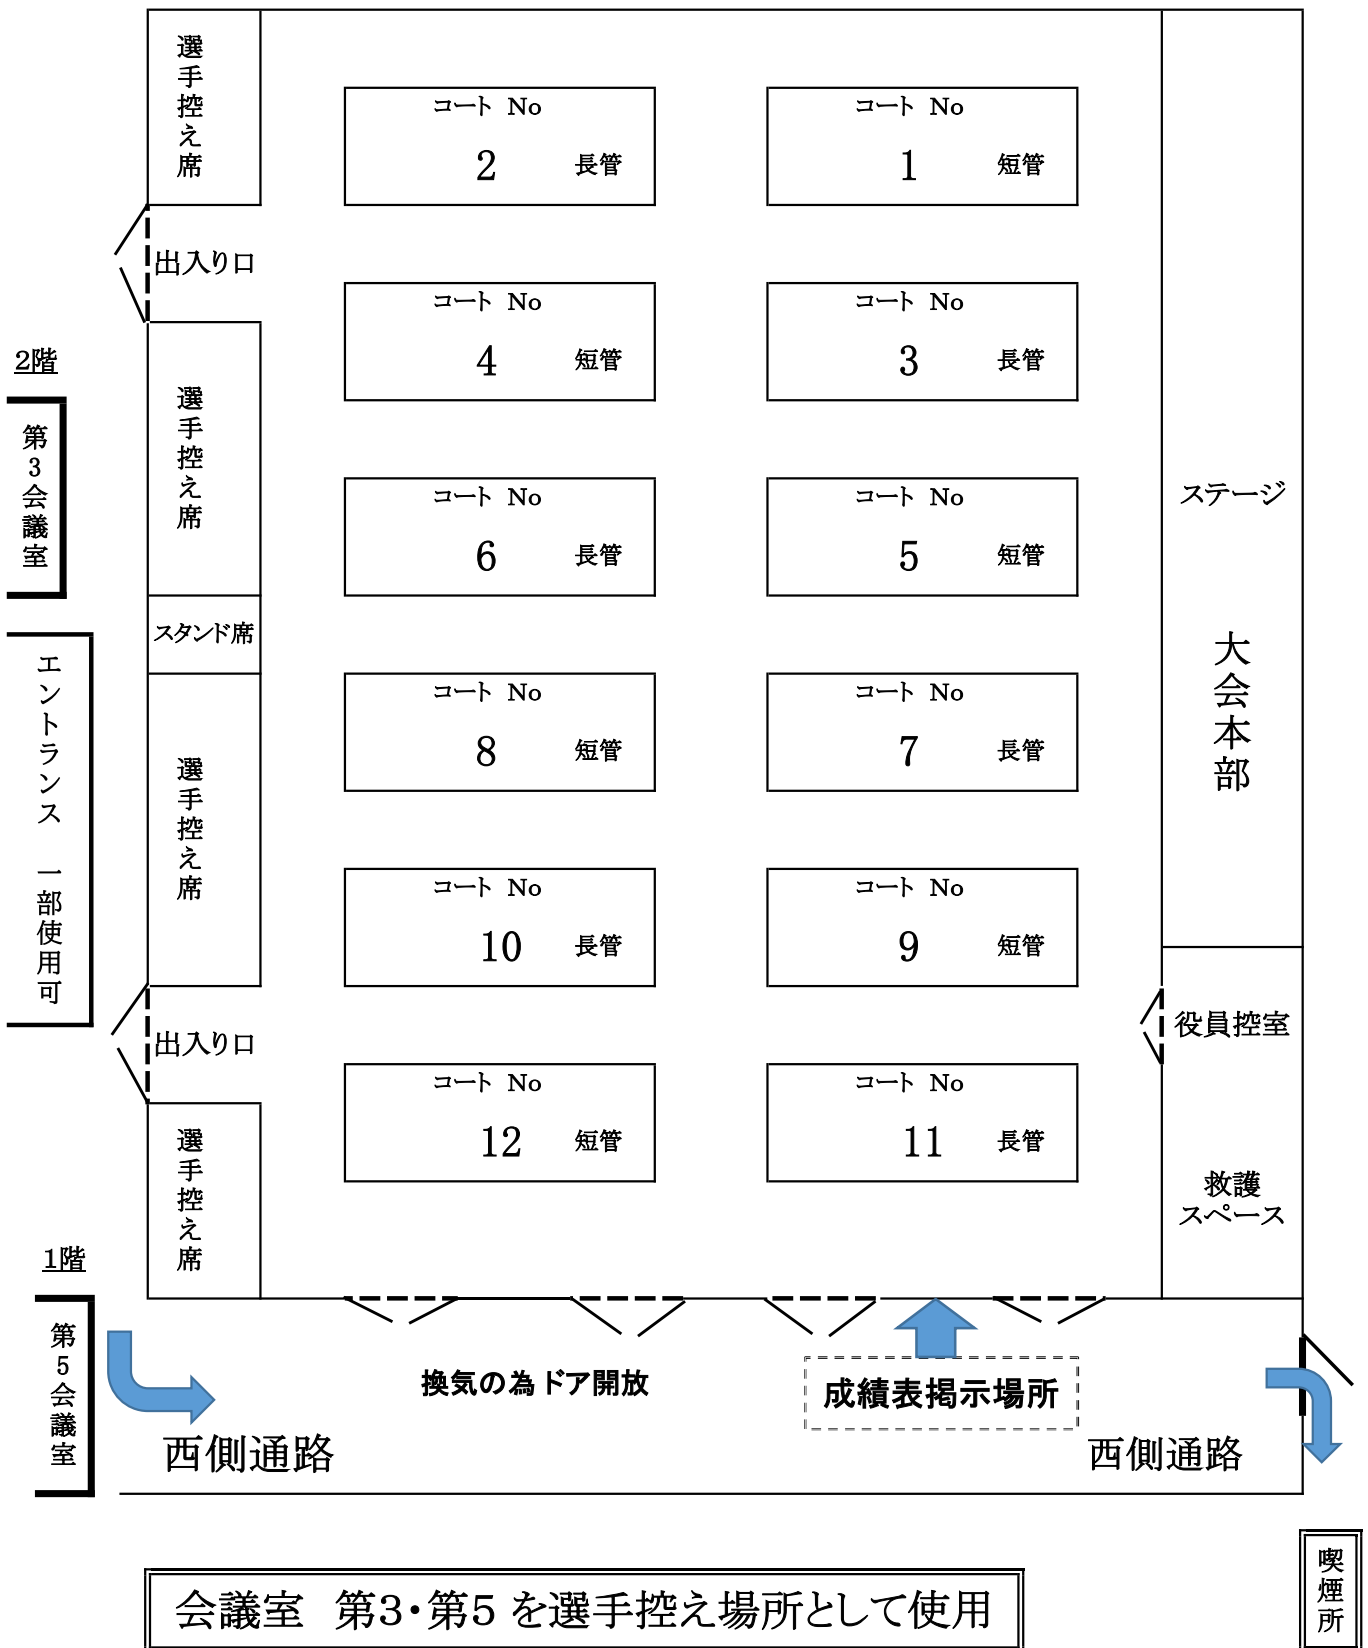 選手控え席
コート No
2 長管
コート No
1 短管
出入り口
コート No
4 短管
コート No
3 長管
2階
第3会議室
選手控え席
コート No
6 長管
コート No
5 短管
ステージ
スタンド席
大会本部
エントランス 一部使用可
選手控え席
コート No
8 短管
コート No
7 長管
コート No
10 長管
コート No
9 短管
出入り口
役員控室
コート No
12 短管
コート No
11 長管
選手控え席
救護
スペース
1階
第5会議室
換気の為ドア開放
成績表掲示場所
西側通路
西側通路
喫煙所
会議室 第3・第5 を選手控え場所として使用